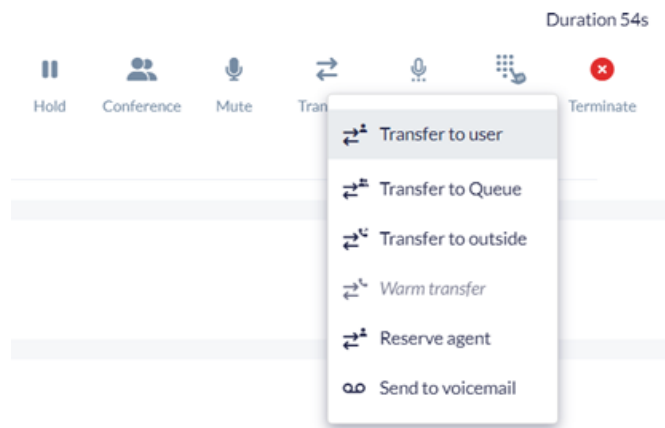 Duration 54s
Hold Conference Mute Tran Terminate
Transfer to user
Transfer to Queue
Transfer to outside
Warm transfer
Reserve agent
Send to voicemail